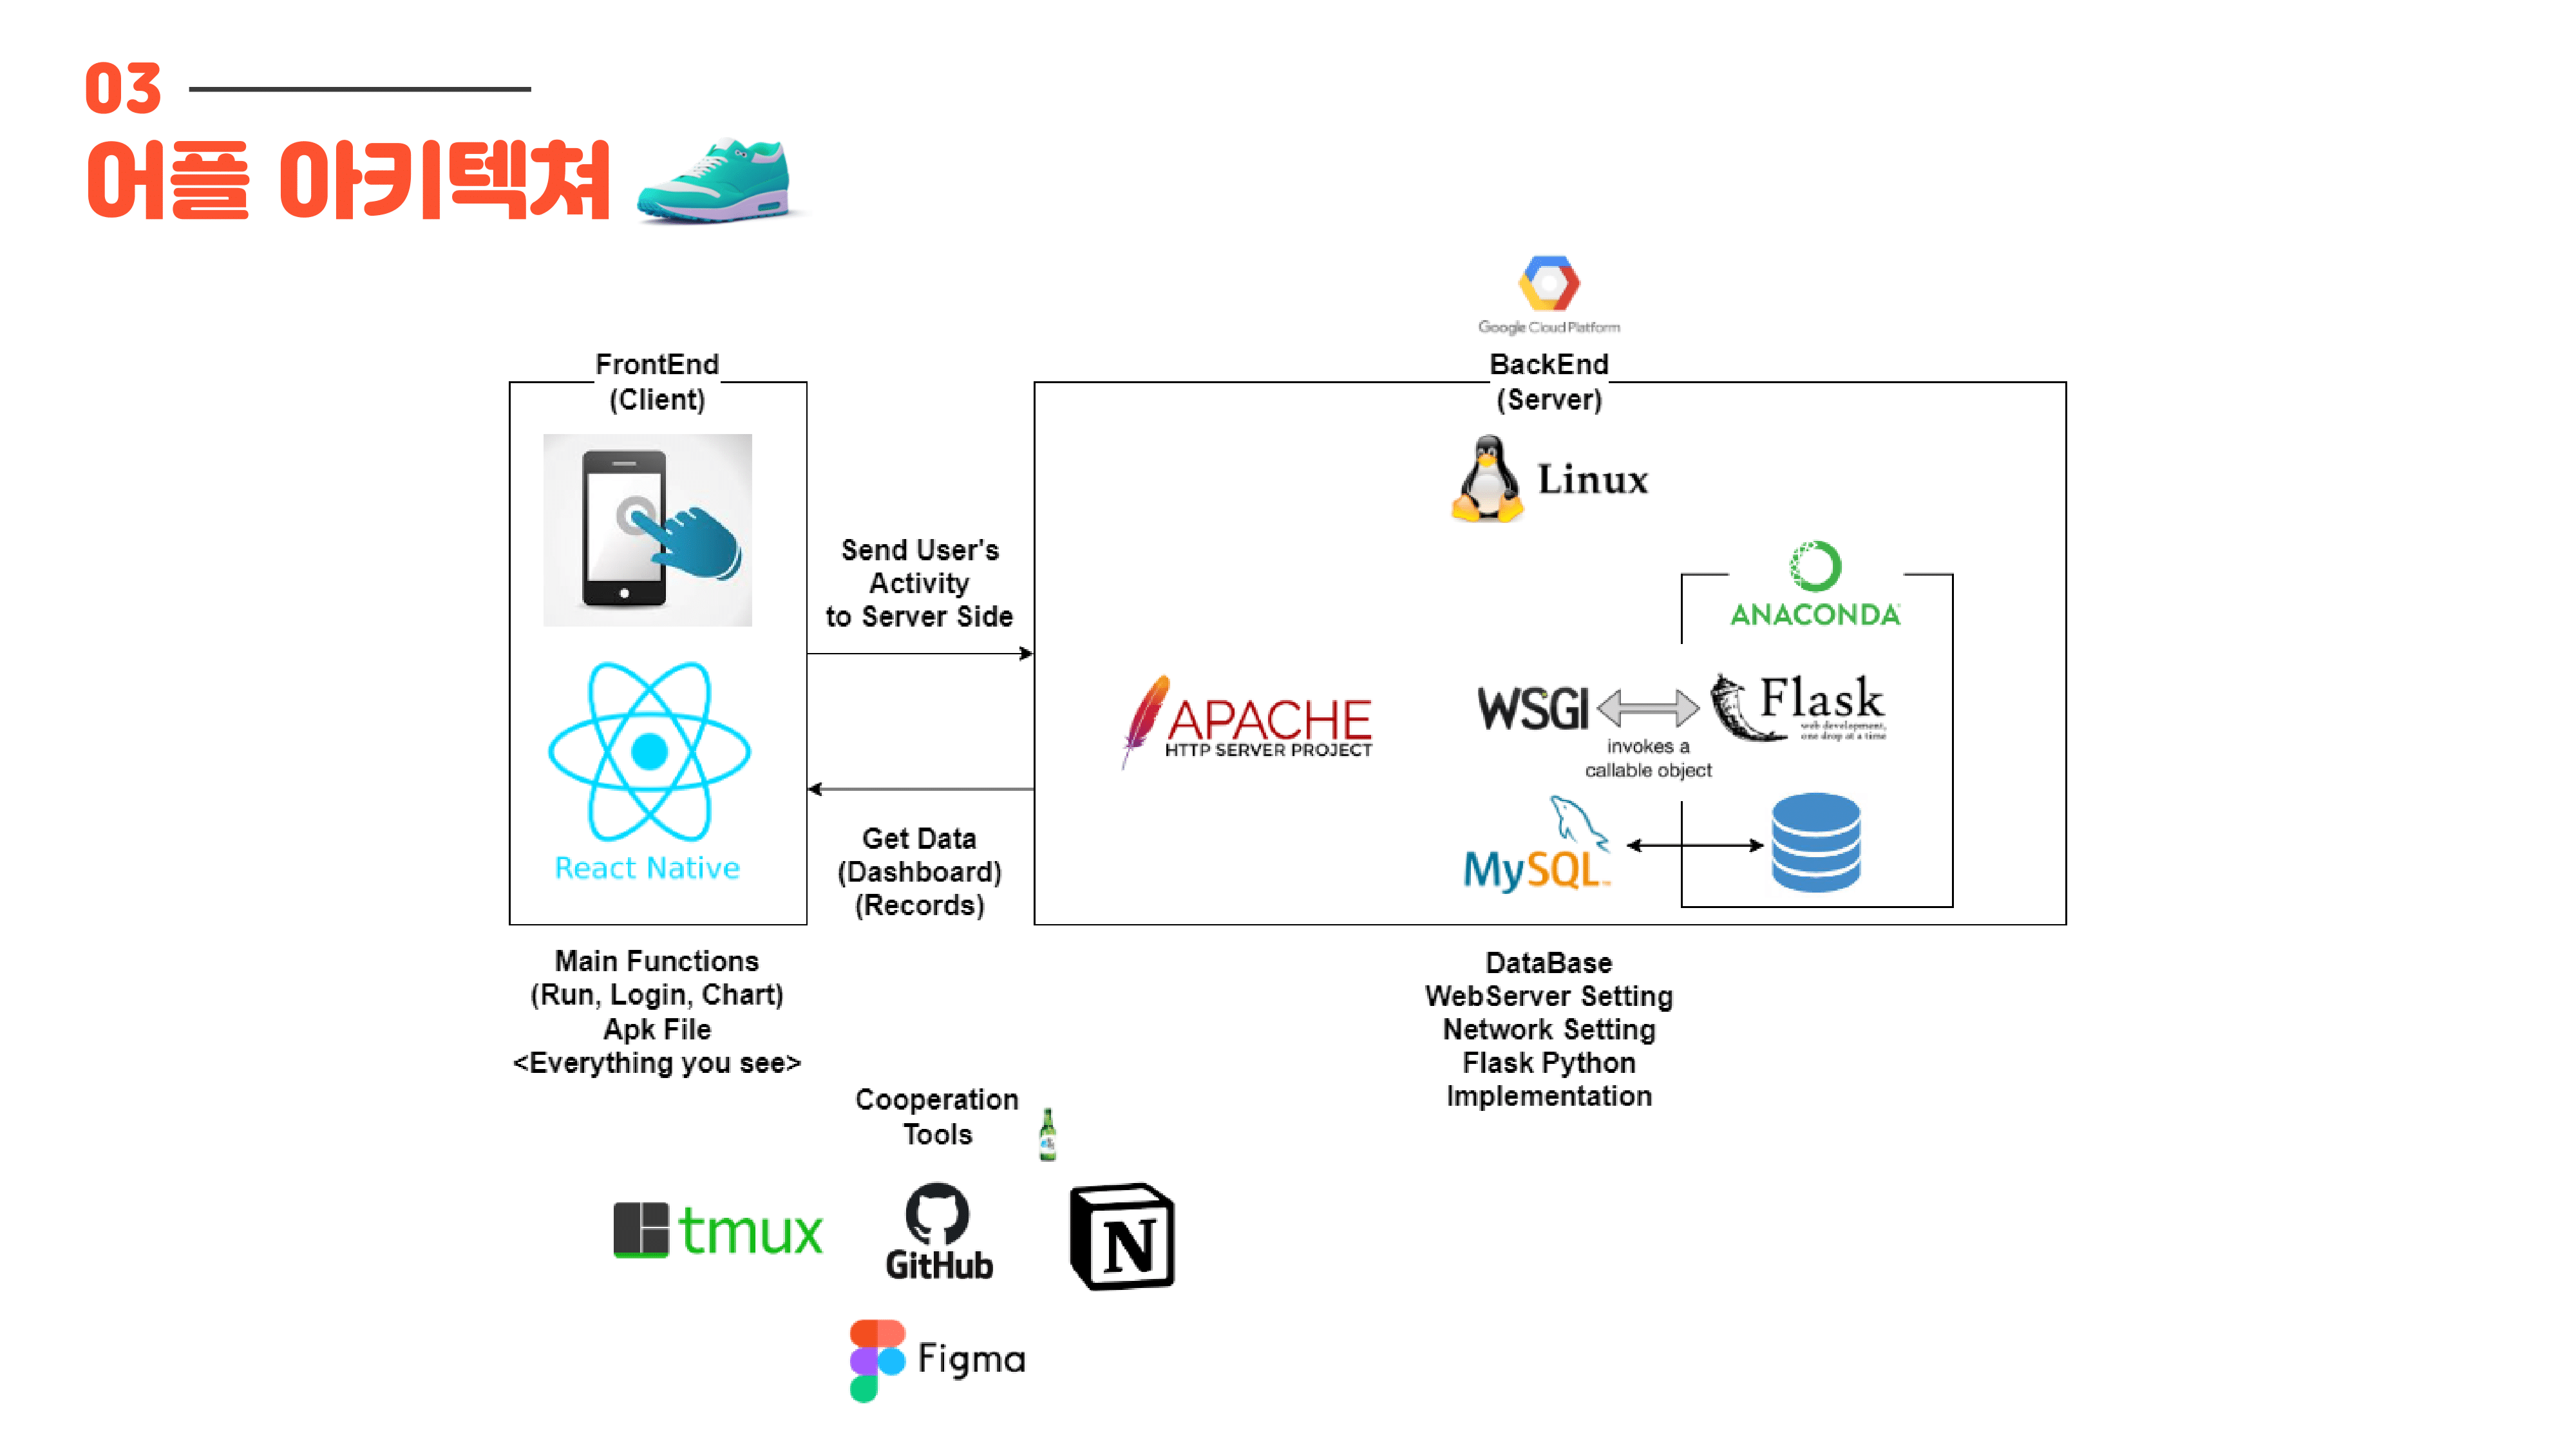 03
어플 아키텍쳐
Google Cloud Platform
FrontEnd
(Client)
BackEnd
(Server)
Linux
Send User's
Activity
to Server Side
ANACONDA
APACHE
HTTP SERVER PROJECT
WSGI
Flask
web development,
one drop at a time
invokes a
callable object
React Native
Get Data
(Dashboard)
(Records)
MySQL
Main Functions
(Run, Login, Chart)
Apk File
<Everything you see>
DataBase
WebServer Setting
Network Setting
Flask Python
Implementation
Cooperation
Tools
tmux
GitHub
N
Figma